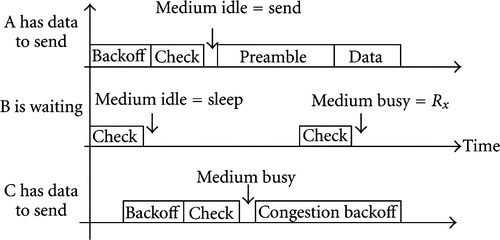 A has data
to send
Medium idle = send
Backoff
Check
Preamble
Data
B is waiting
Medium idle = sleep
Medium busy = Rx
Check
Check
Time
C has data
to send
Medium busy
Backoff
Check
Congestion backoff